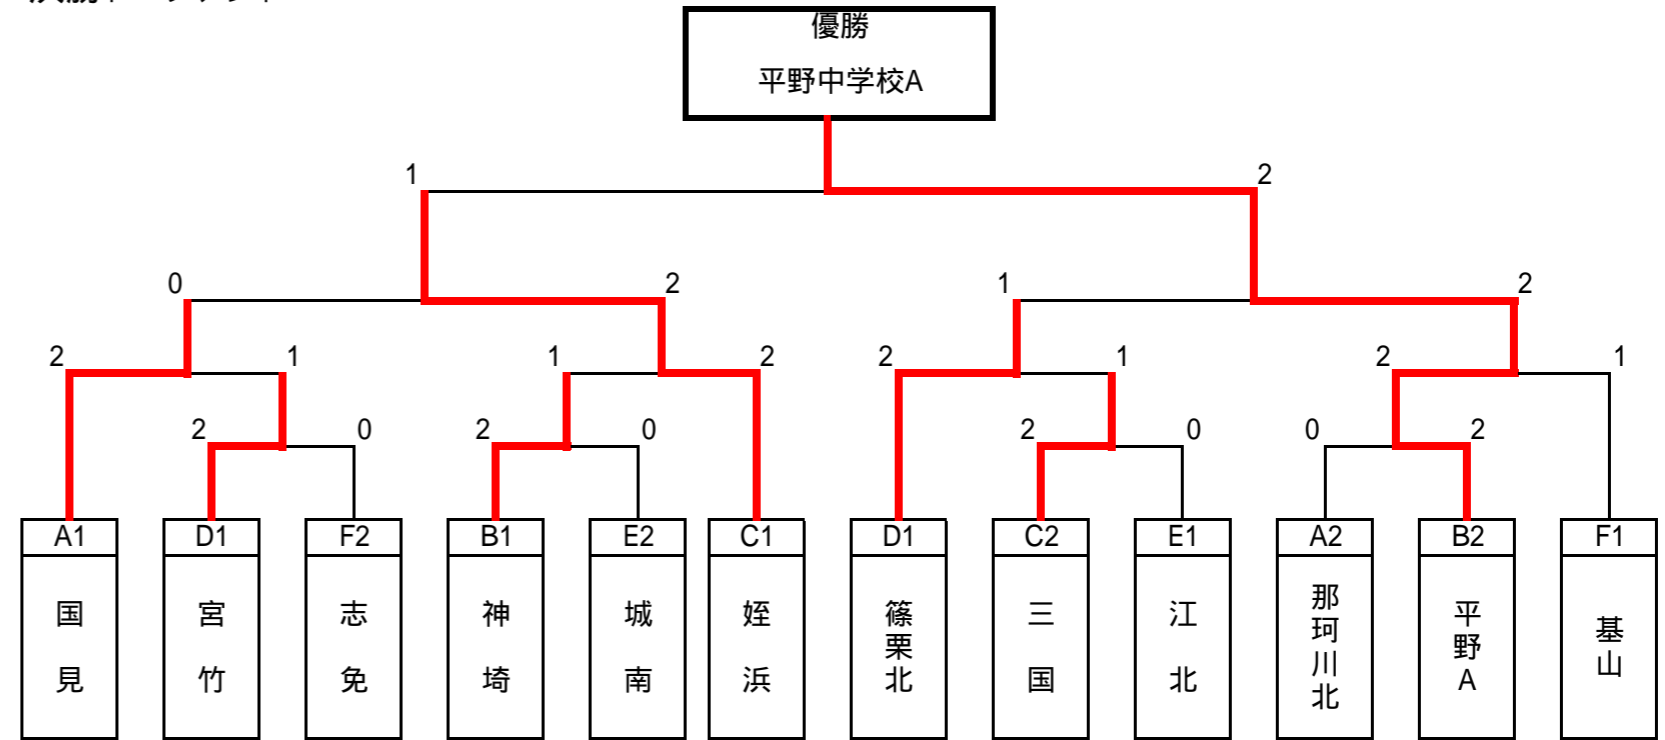 優勝
平野中学校A
1 2
0 2 1 2
2 1 1 2 2 1 2 1
2 0 2 0 2 0 0 2
A1 D1 F2 B1 E2 C1 D1 C2 E1 A2 B2 F1
国見
宮竹
志免
神埼
城南
姪浜
篠栗北
三国
江北
那珂川北
平野A
基山